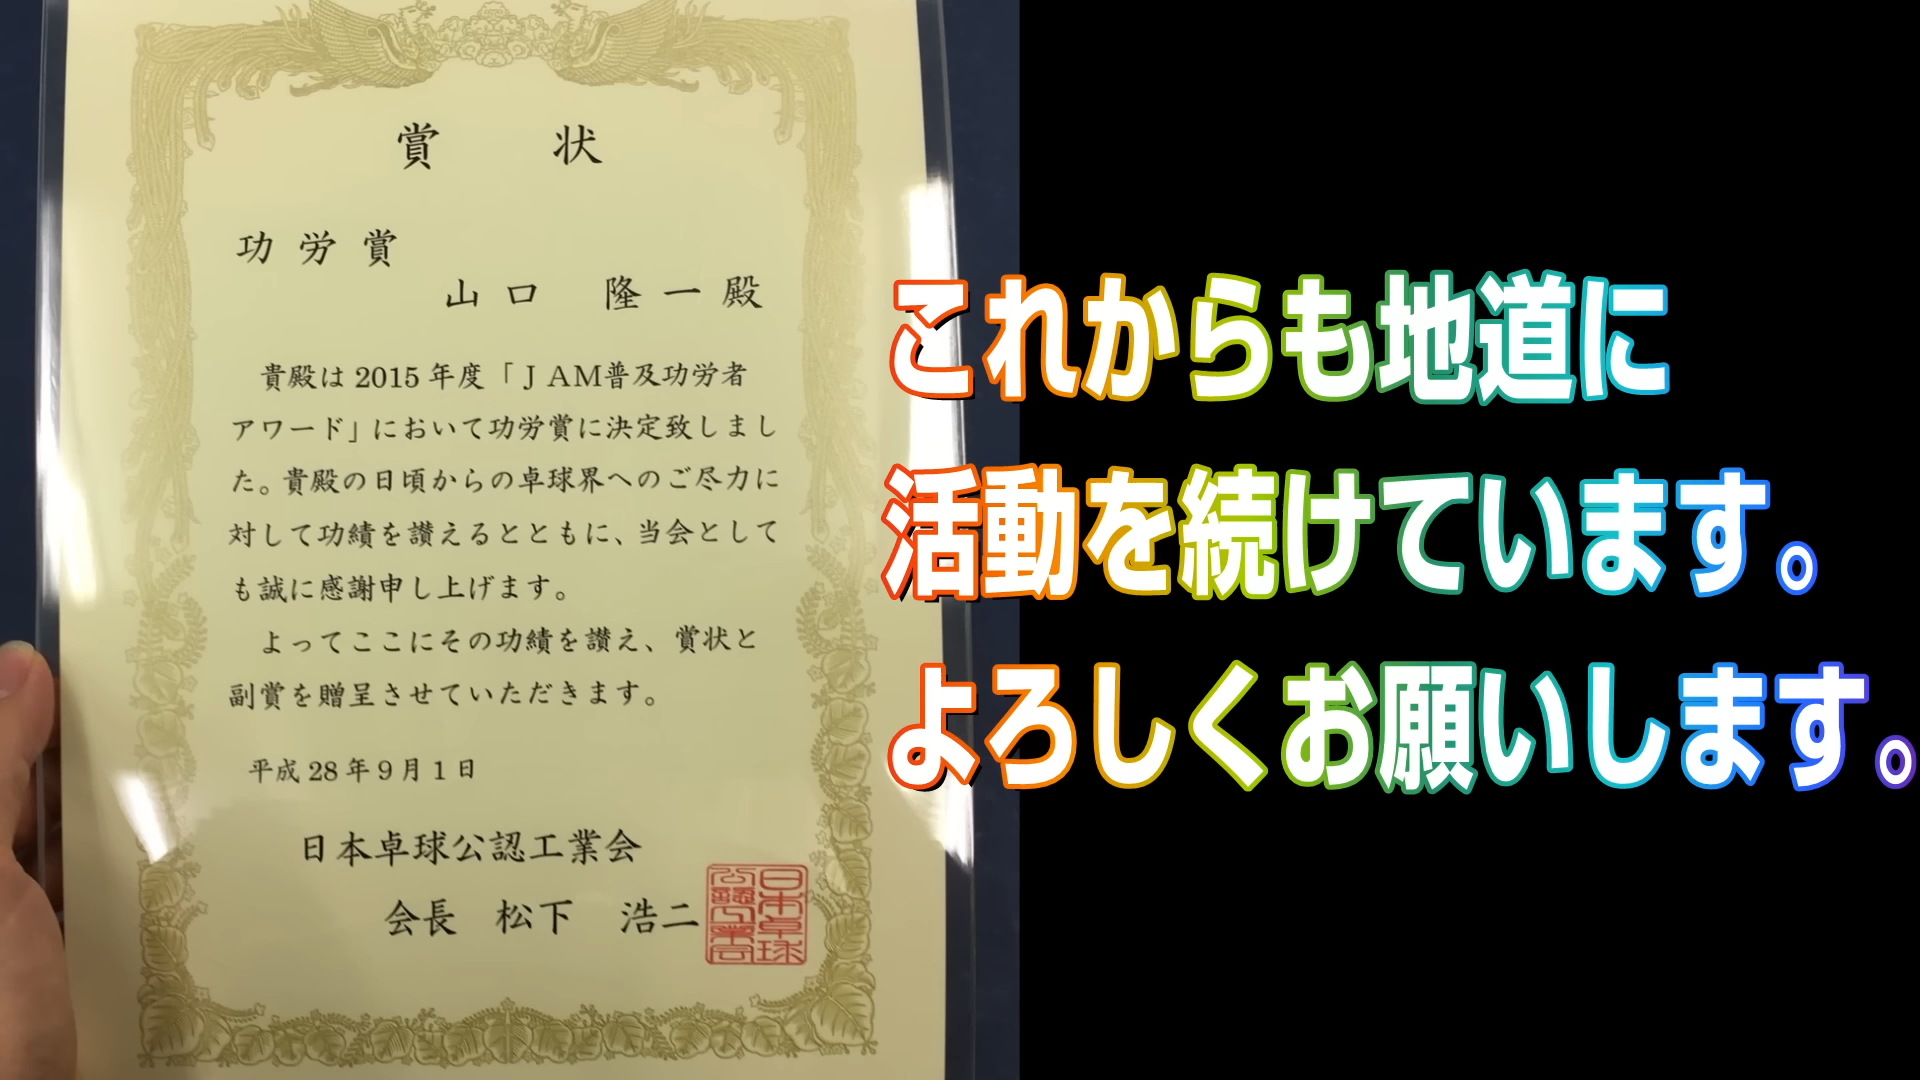 賞状
功労賞
山口 隆一殿
貴殿は2015年度「JAM普及功労者
アワード」において功労賞に決定致しまし
た。貴殿の日頃からの卓球界へのご尽力に
対して功績を讃えるとともに、当会として
も誠に感謝申し上げます。
よってここにその功績を讃え、賞状と
副賞を贈呈させていただきます。
平成28年9月1日
日本卓球公認工業会
会長 松下 浩二
日本卓球
公認工業会
これからも地道に
活動を続けています。
よろしくお願いします。